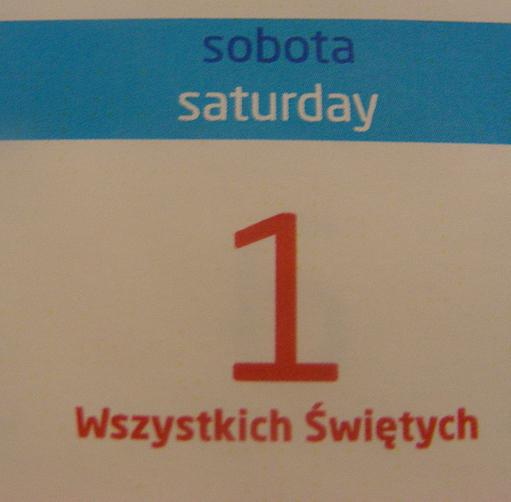 sobota
saturday
1
Wszystkich Świętych